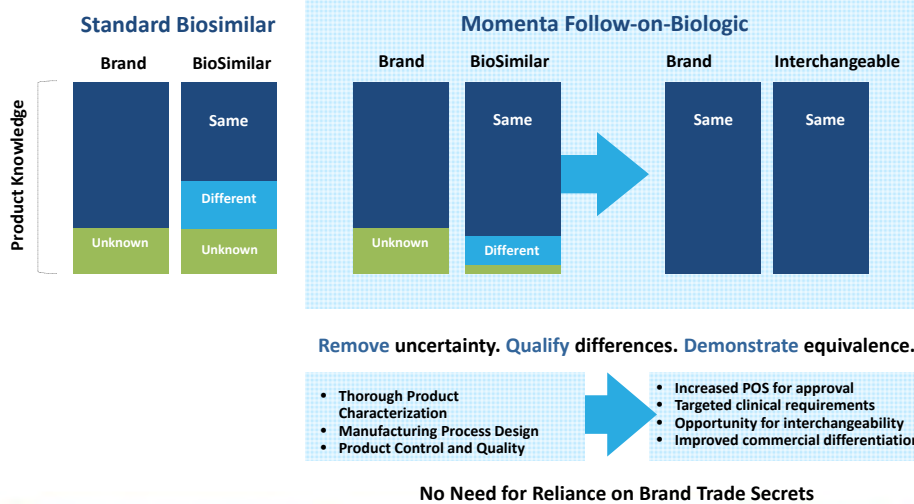 Standard Biosimilar
Brand
BioSimilar
Product Knowledge
Unknown
Same
Different
Unknown
Momenta Follow-on-Biologic
Brand
BioSimilar
Unknown
Same
Different
Brand
Interchangeable
Same
Same
Remove uncertainty. Qualify differences. Demonstrate equivalence.
• Thorough Product
Characterization
• Manufacturing Process Design
• Product Control and Quality
• Increased POS for approval
• Targeted clinical requirements
• Opportunity for interchangeability
• Improved commercial differentiation
No Need for Reliance on Brand Trade Secrets